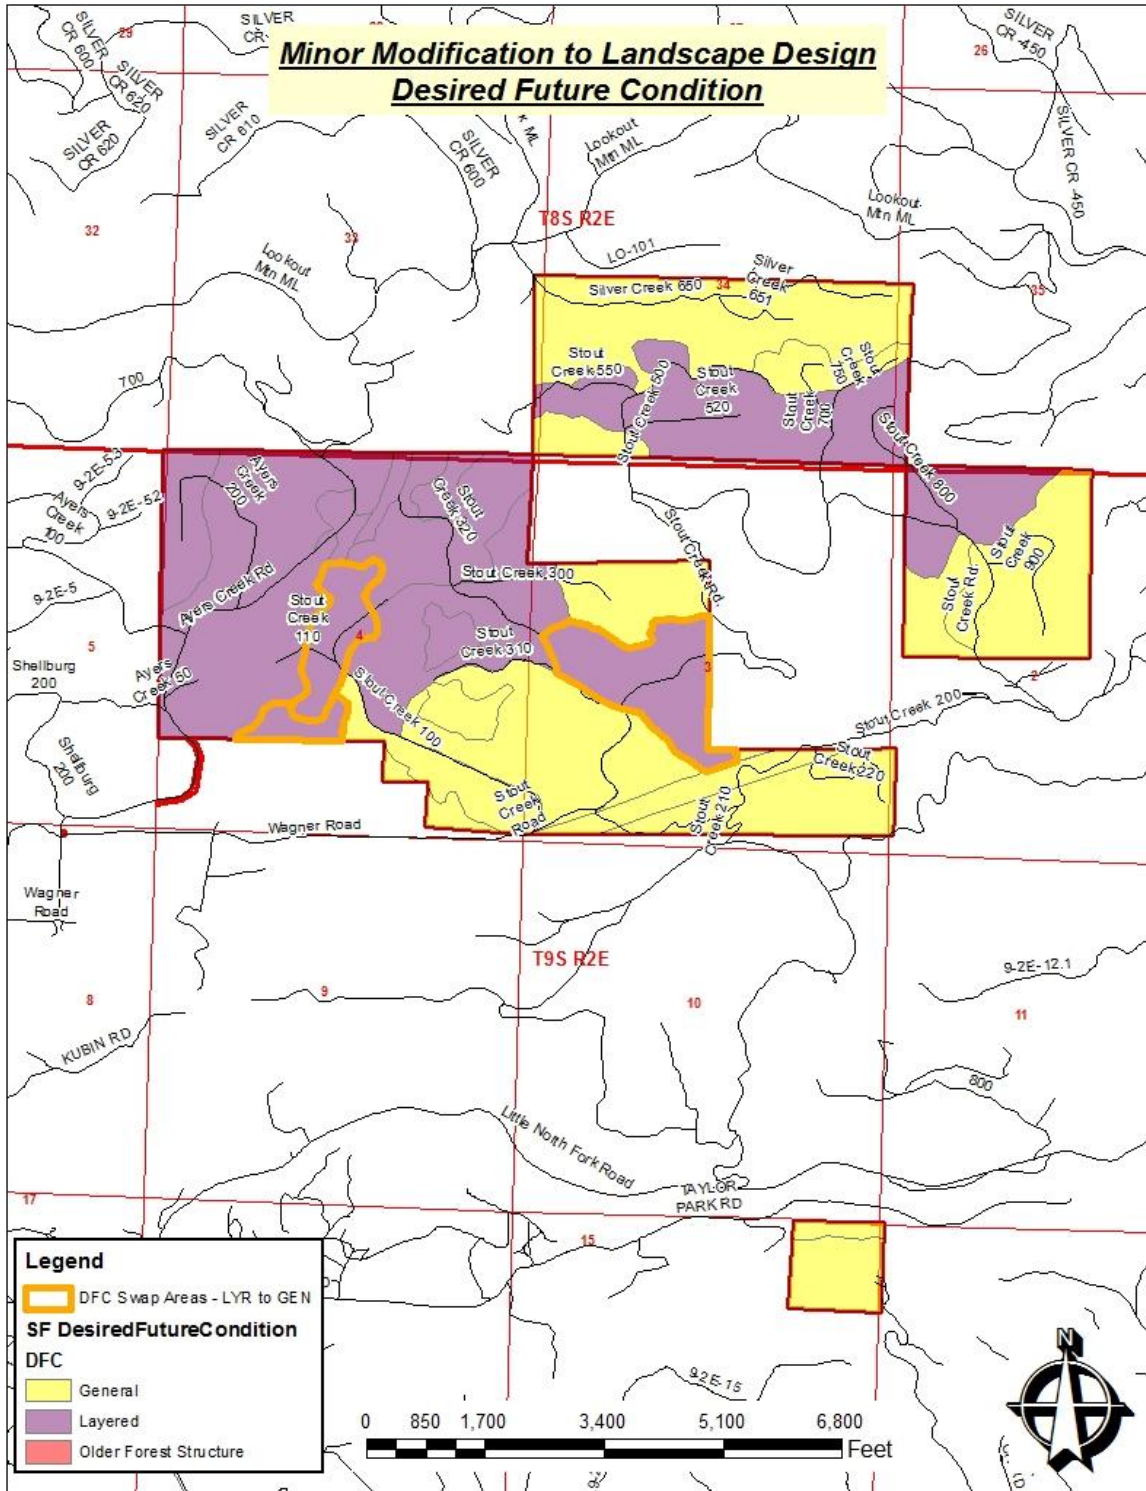 Minor Modification to Landscape Design
Desired Future Condition
29
SILVER
CR 600
SILVER
CR 620
SILVER
CR 620
SILVER
CR
SILVER
CR 610
SILVER
CR 600
ML
Lookout
Mtn ML
26
SILVER
CR -450
SILVER CR -450
Lookout
Mtn ML
32
33
T8S R2E
LO-101
Lookout
Mtn ML
Silver Creek 650
34
Silver
Creek
651
35
Stout
Creek 550
Stout Creek 500
Stout
Creek
520
Stout
Creek
700
Stout
Creek
750
700
Stout Creek 800
9-2E-53
9-2E-52
Ayers
Creek
100
Ayers
Creek
200
Stout
Creek 320
Stout Creek Rd.
Stout
Creek
900
Stout
Creek Rd.
9-2E-5
Ayers Creek Rd
Stout
Creek
110
Stout Creek 300
4
Stout
Creek 310
5
Shellburg
200
Ayers
Creek 50
3
2
Stout Creek 100
Stout Creek 200
Shellburg
200
Stout
Creek 220
Stout
Creek
Road
Stout
Creek 210
Wagner Road
Wagner
Road
T9S R2E
9-2E-12.1
8
9
10
11
KUBIN RD
800
Little North Fork Road
TAYLOR
PARK RD
17
15
Legend
DFC Swap Areas - LYR to GEN
SF DesiredFutureCondition
DFC
General
Layered
Older Forest Structure
9-2E-15
N
0 850 1,700 3,400 5,100 6,800
Feet